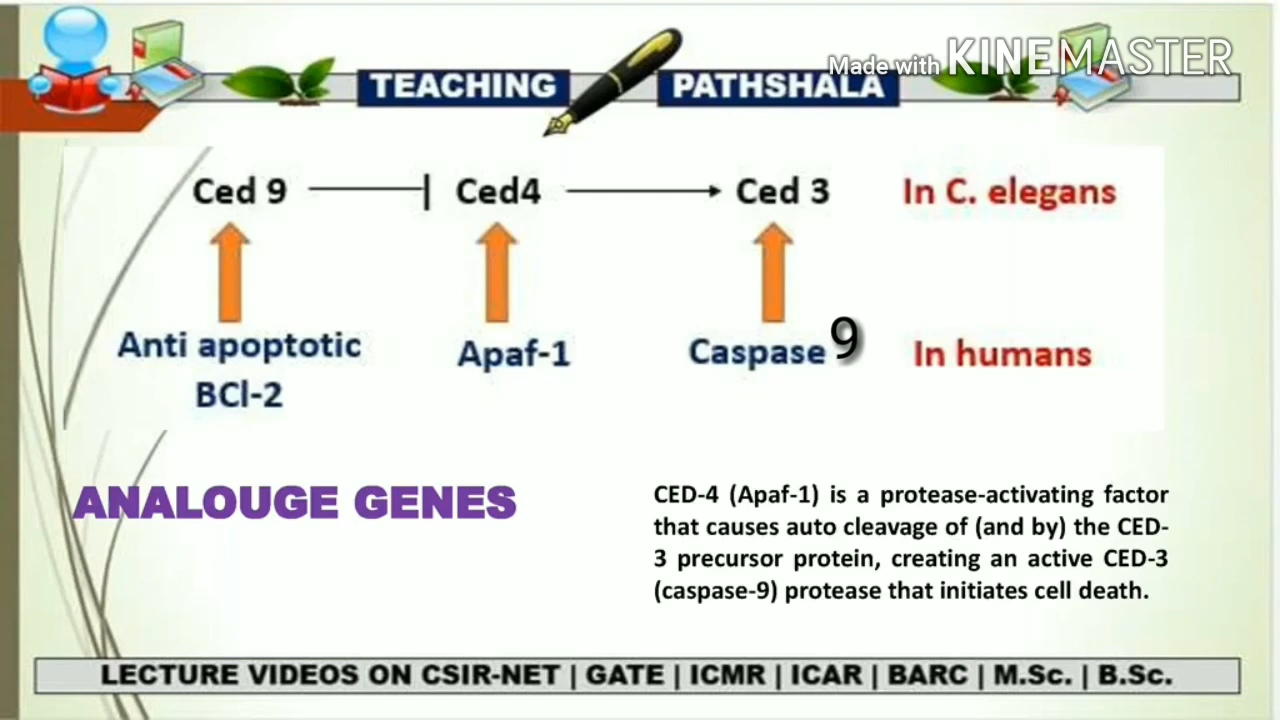 Made with KINEMASTER
TEACHING PATHSHALA
Ced 9 Ced4 Ced 3 In C. elegans
Anti apoptotic Apaf-1 Caspase 9 In humans
BCl-2
ANALOUGE GENES
CED-4 (Apaf-1) is a protease-activating factor
that causes auto cleavage of (and by) the CED-
3 precursor protein, creating an active CED-3
(caspase-9) protease that initiates cell death.
LECTURE VIDEOS ON CSIR-NET | GATE | ICMR | ICAR | BARC | M.Sc. | B.Sc.